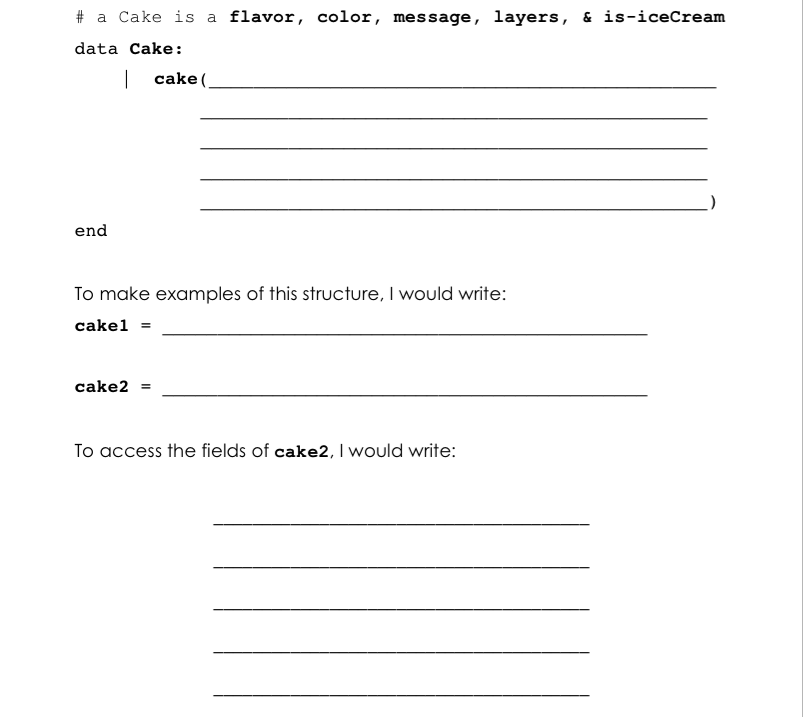 # a Cake is a flavor, color, message, layers, & is-iceCream
data Cake:
| cake(______________________________
______________________________
______________________________
______________________________
______________________________)
end
To make examples of this structure, I would write:
cake1 = ______________________________
cake2 = ______________________________
To access the fields of cake2, I would write:
______________________________
______________________________
______________________________
______________________________
______________________________